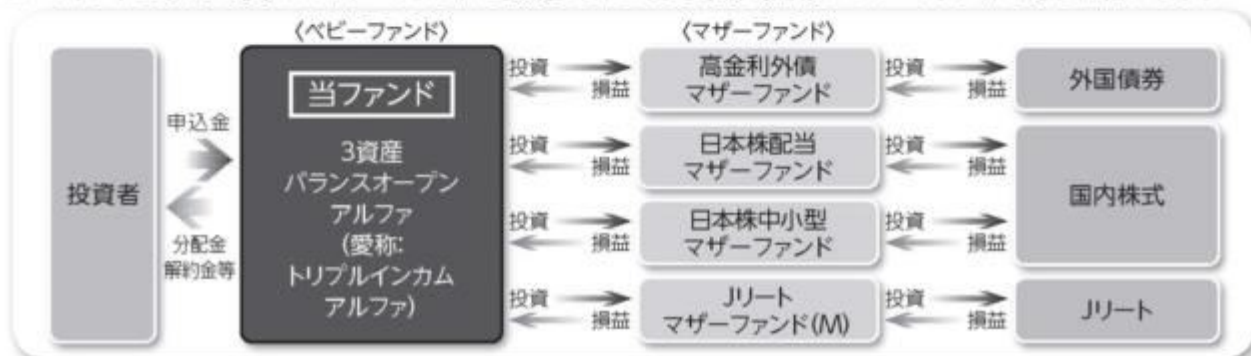 〈ベビーファンド〉
〈マザーファンド〉
投資者
申込金
分配金
解約金等
当ファンド
3資産
バランスオープン
アルファ
(愛称:
トリプルインカム
アルファ)
投資
損益
高金利外債
マザーファンド
投資
損益
外国債券
投資
損益
日本株配当
マザーファンド
投資
損益
国内株式
投資
損益
日本株中小型
マザーファンド
投資
損益
投資
損益
Jリート
マザーファンド(M)
投資
損益
Jリート